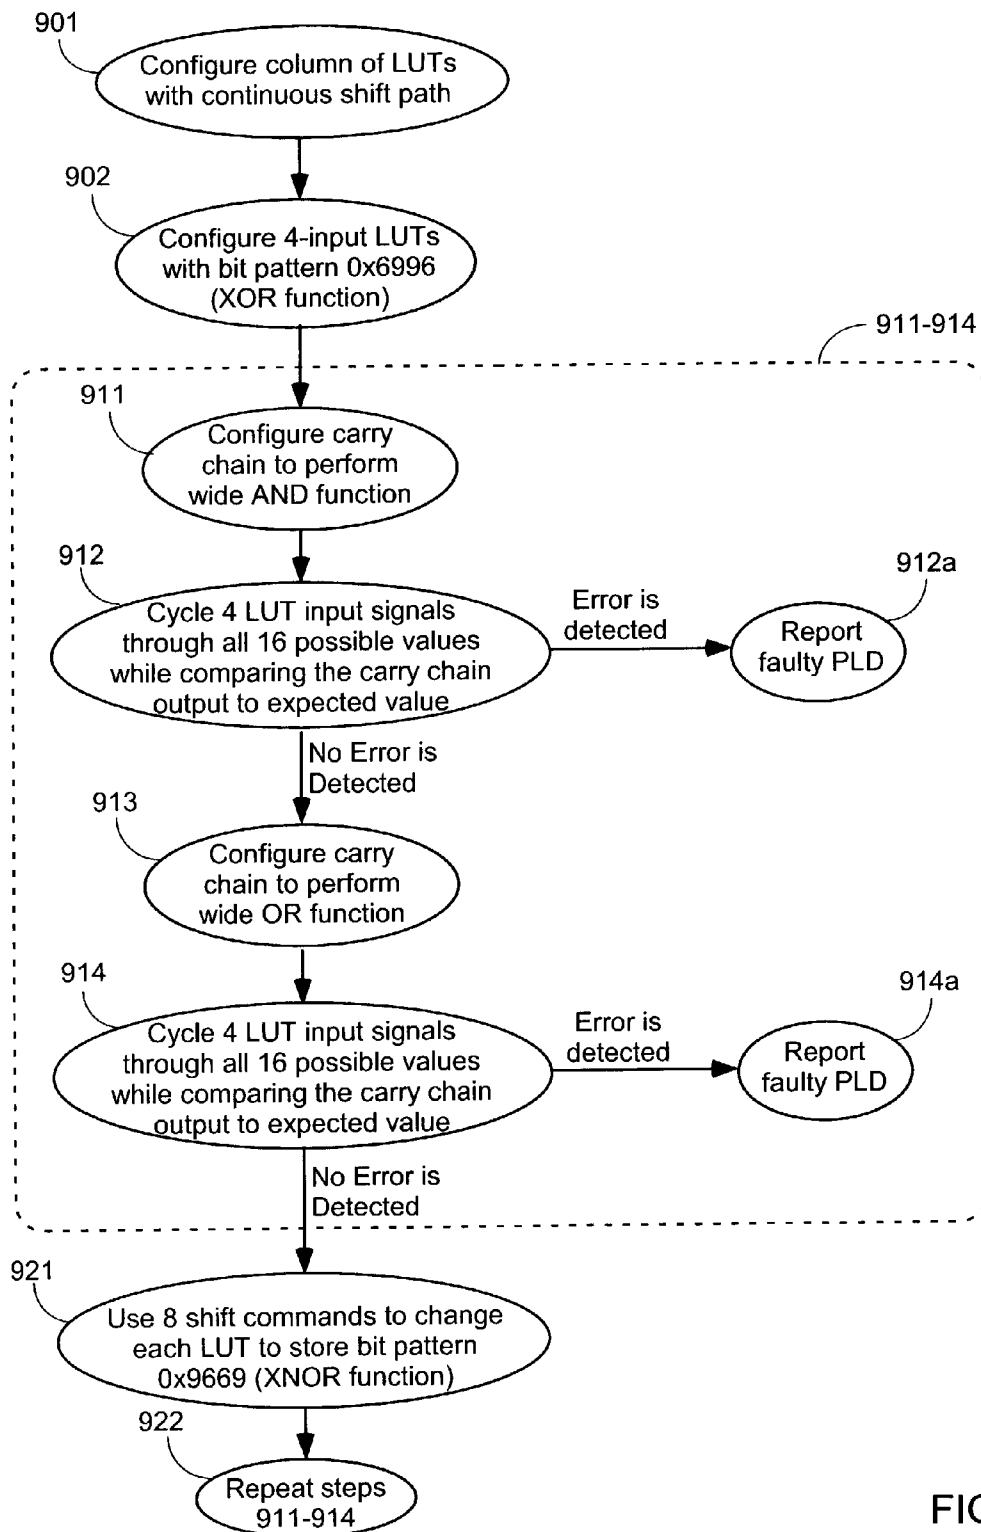 901
Configure column of LUTs
with continuous shift path
902
Configure 4-input LUTs
with bit pattern 0x6996
(XOR function)
911-914
911
Configure carry
chain to perform
wide AND function
912
Cycle 4 LUT input signals
through all 16 possible values
while comparing the carry chain
output to expected value
Error is
detected
912a
Report
faulty PLD
No Error is
Detected
913
Configure carry
chain to perform
wide OR function
914
Cycle 4 LUT input signals
through all 16 possible values
while comparing the carry chain
output to expected value
Error is
detected
914a
Report
faulty PLD
No Error is
Detected
921
Use 8 shift commands to change
each LUT to store bit pattern
0x9669 (XNOR function)
922
Repeat steps
911-914
FIG